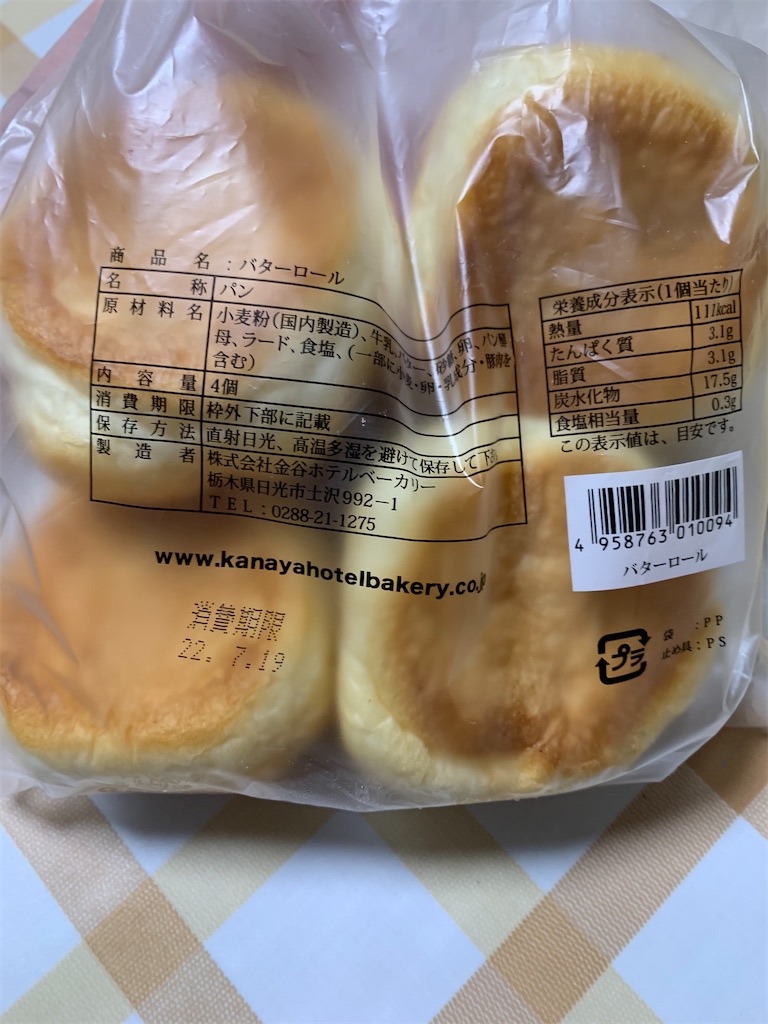 商品名：バターロール
名称 パン
原材料名 小麦粉(国内製造)、牛乳、バター、砂糖、卵、パン酵
母、ラード、食塩、(一部に小麦・卵・乳成分・豚肉を
含む)
内容量 4個
消費期限 枠外下部に記載
保存方法 直射日光、高温多湿を避けて保存して下さい
製造者 株式会社金谷ホテルベーカリー
栃木県日光市土沢992-1
TEL：0288-21-1275
www.kanayahotelbakery.co.jp
消費期限
22. 7.19
栄養成分表示(1個当たり)
熱量 111kcal
たんぱく質 3.1g
脂質 3.1g
炭水化物 17.5g
食塩相当量 0.3g
この表示値は、目安です。
4 958763 010094
バターロール
プラ
袋：PP
止め具：PS